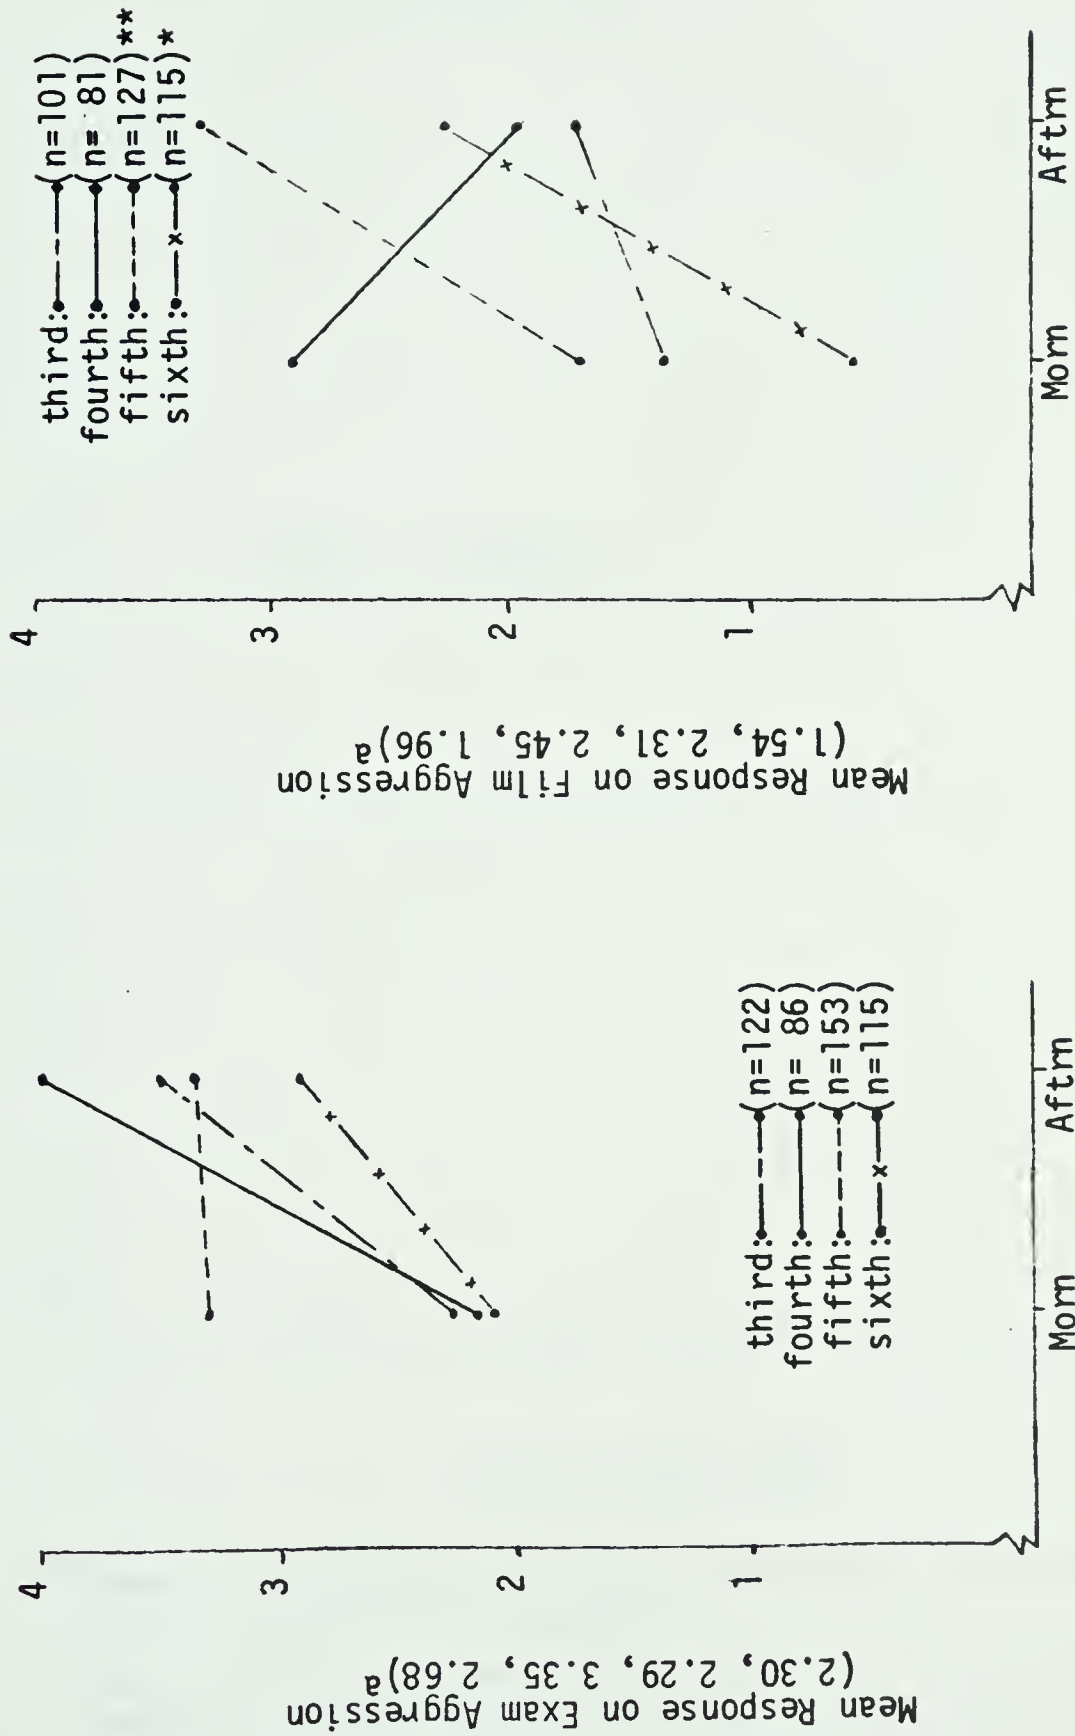 Mean Response on Exam Aggression
(2.30, 2.29, 3.35, 2.68)ª
4
3
2
1
third:
(n=122)
fourth:
(n= 86)
fifth:
(n=153)
sixth:
x
(n=115)
Morn
Aftrn
Mean Response on Film Aggression
(1.54, 2.31, 2.45, 1.96)ª
4
3
2
1
third:
(n=101)
fourth:
(n= 81)
fifth:
(n=127)**
sixth:
x
(n=115)*
Morn
Aftrn